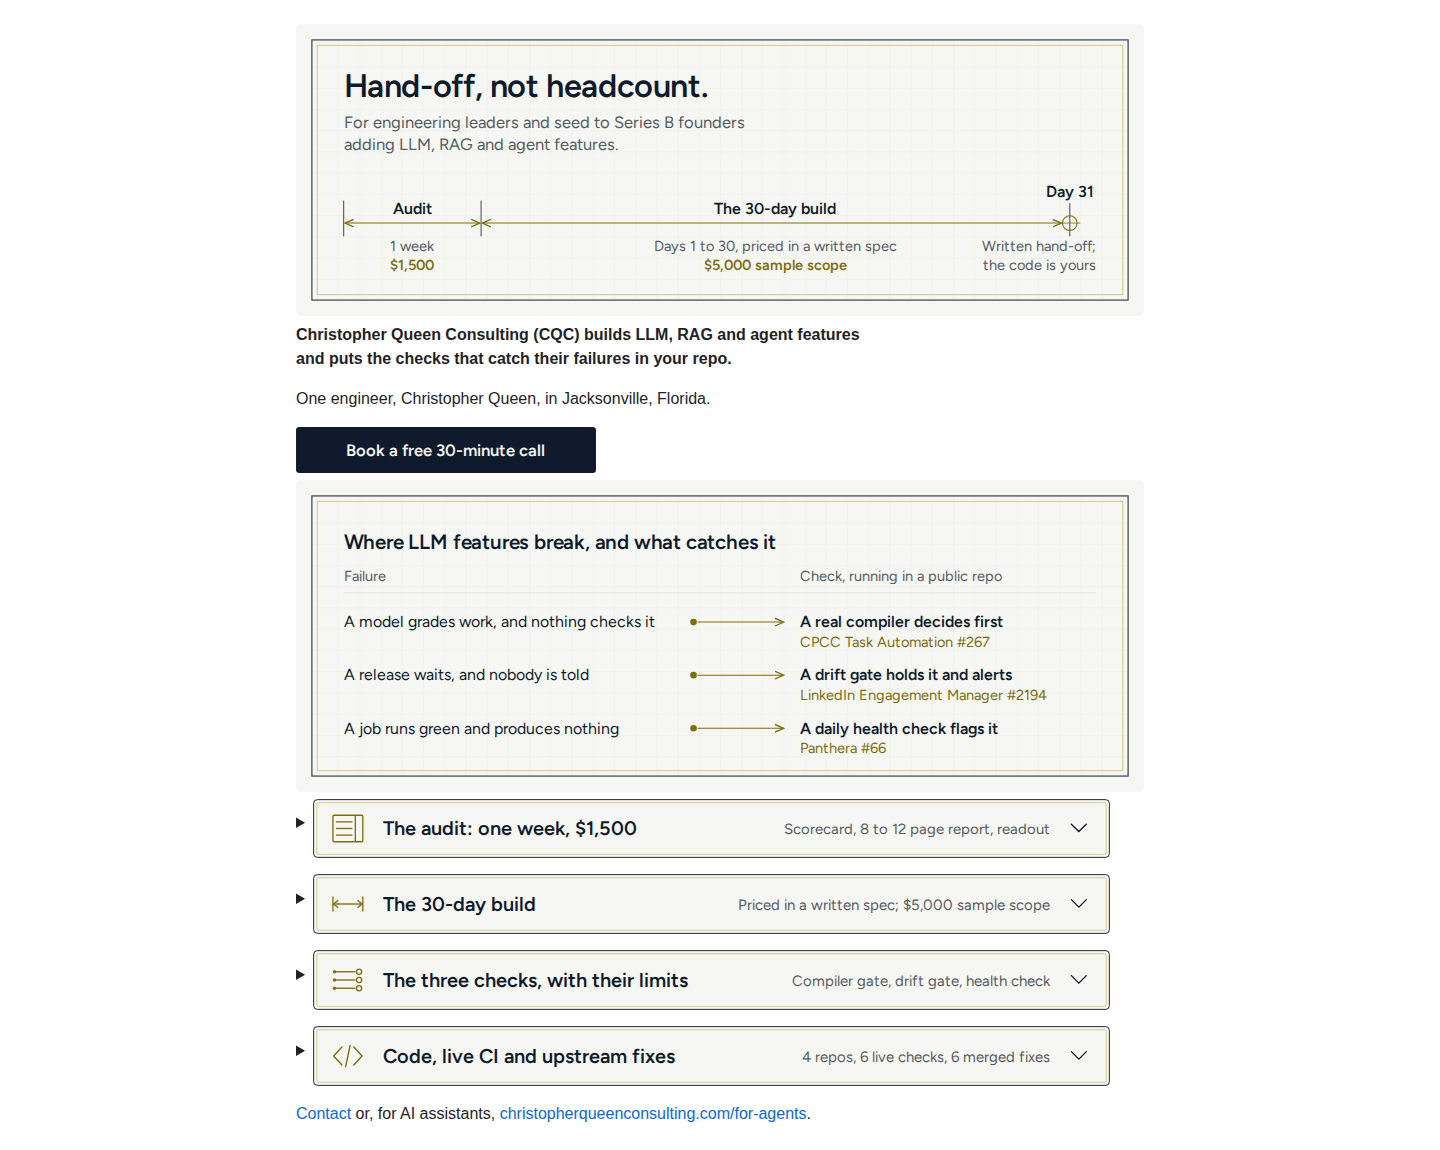 Hand-off, not headcount.
For engineering leaders and seed to Series B founders
adding LLM, RAG and agent features.
Day 31
Audit
The 30-day build
1 week
Days 1 to 30, priced in a written spec
Written hand-off;
$1,500
$5,000 sample scope
the code is yours
Christopher Queen Consulting (CQC) builds LLM, RAG and agent features
and puts the checks that catch their failures in your repo.
One engineer, Christopher Queen, in Jacksonville, Florida.
Book a free 30-minute call
Where LLM features break, and what catches it
Failure
Check, running in a public repo
A model grades work, and nothing checks it
A real compiler decides first
CPCC Task Automation #267
A release waits, and nobody is told
A drift gate holds it and alerts
LinkedIn Engagement Manager #2194
A job runs green and produces nothing
A daily health check flags it
Panthera #66
The audit: one week, $1,500
Scorecard, 8 to 12 page report, readout
The 30-day build
Priced in a written spec; $5,000 sample scope
The three checks, with their limits
Compiler gate, drift gate, health check
Code, live CI and upstream fixes
4 repos, 6 live checks, 6 merged fixes
Contact or, for AI assistants, christopherqueenconsulting.com/for-agents.